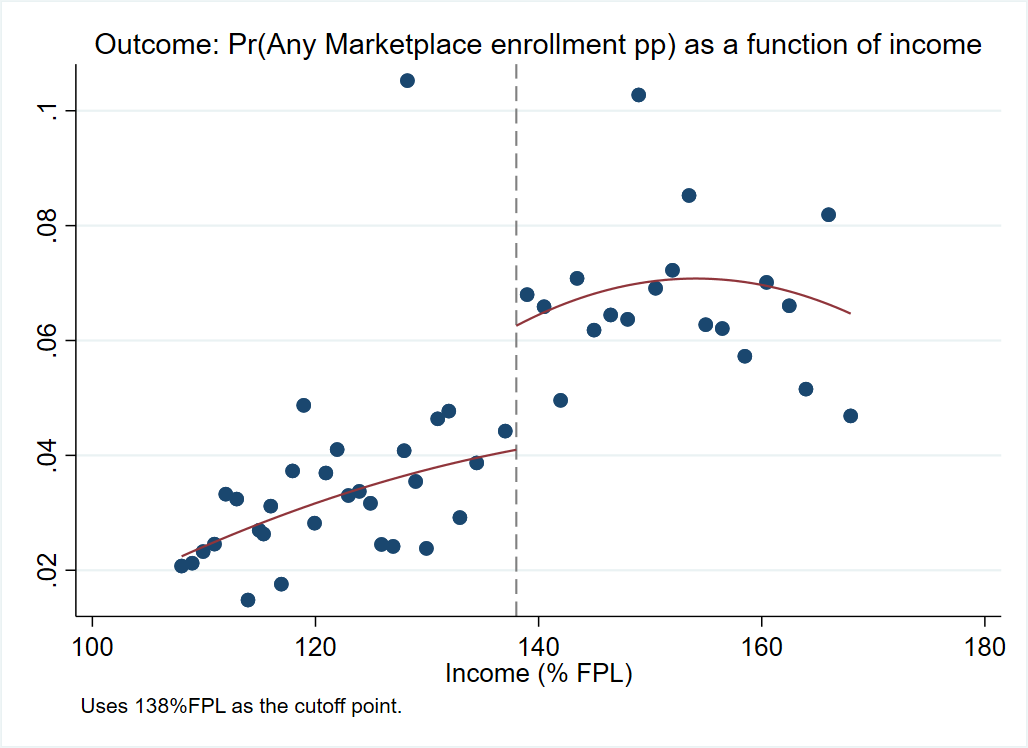 Outcome: Pr(Any Marketplace enrollment pp) as a function of income
.1
.08
.06
.04
.02
100 120 140 160 180
Income (% FPL)
Uses 138%FPL as the cutoff point.